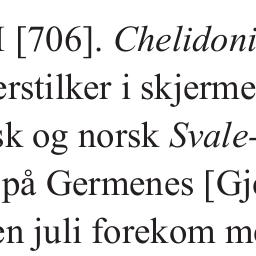 [706]. Chelidoni
erstilker i skjerme
sk og norsk Svale-
på Germenes [Gj
en juli forekom m